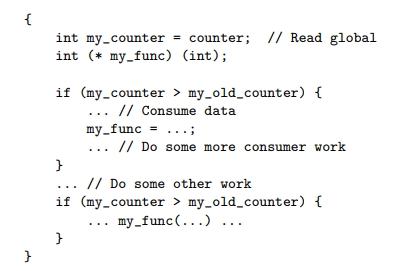 {
    int my_counter = counter;  // Read global
    int (* my_func) (int);

    if (my_counter > my_old_counter) {
        ... // Consume data
        my_func = ...;
        ... // Do some more consumer work
    }
    ... // Do some other work
    if (my_counter > my_old_counter) {
        ... my_func(...) ...
    }
}